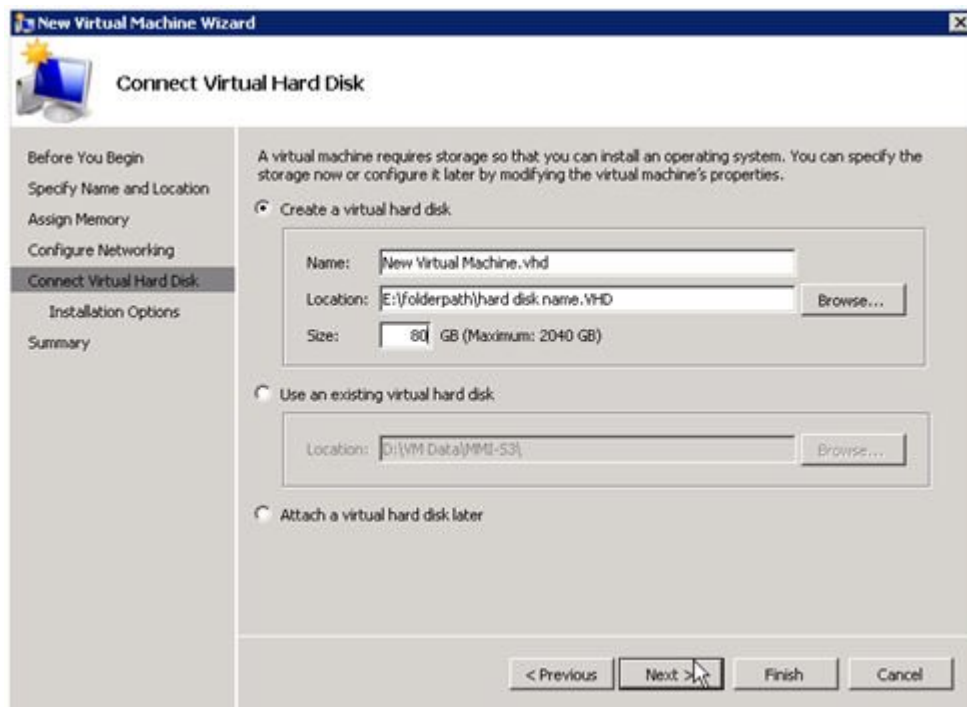 New Virtual Machine Wizard
Connect Virtual Hard Disk
Before You Begin
Specify Name and Location
Assign Memory
Configure Networking
Connect Virtual Hard Disk
Installation Options
Summary
A virtual machine requires storage so that you can install an operating system. You can specify the
storage now or configure it later by modifying the virtual machine's properties.
Create a virtual hard disk
Name: New Virtual Machine.vhd
Location: E:\folderpath\hard disk name.VHD Browse...
Size: 80 GB (Maximum: 2040 GB)
Use an existing virtual hard disk
Location: D:\VM Data\MMI-S3\ Browse...
Attach a virtual hard disk later
< Previous Next > Finish Cancel